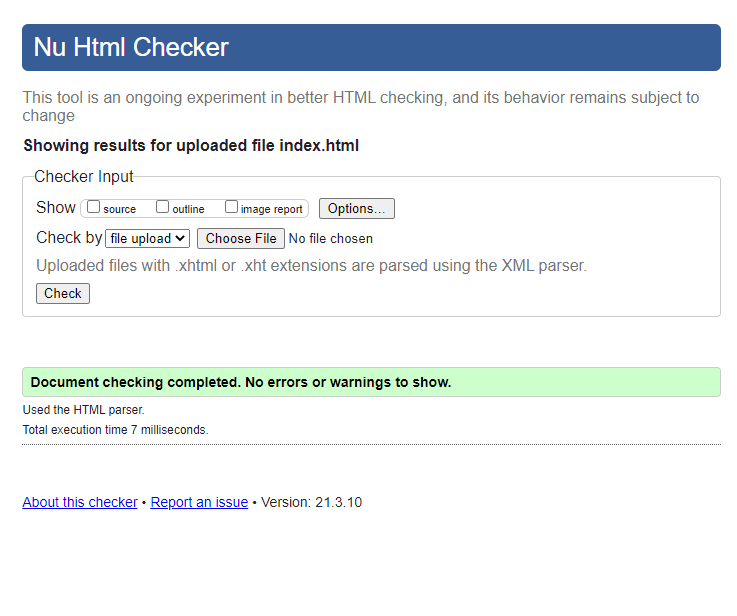 Nu Html Checker
This tool is an ongoing experiment in better HTML checking, and its behavior remains subject to
change
Showing results for uploaded file index.html
Checker Input
Show source outline image report Options...
Check by file upload Choose File No file chosen
Uploaded files with .xhtml or .xht extensions are parsed using the XML parser.
Check
Document checking completed. No errors or warnings to show.
Used the HTML parser.
Total execution time 7 milliseconds.
About this checker • Report an issue • Version: 21.3.10